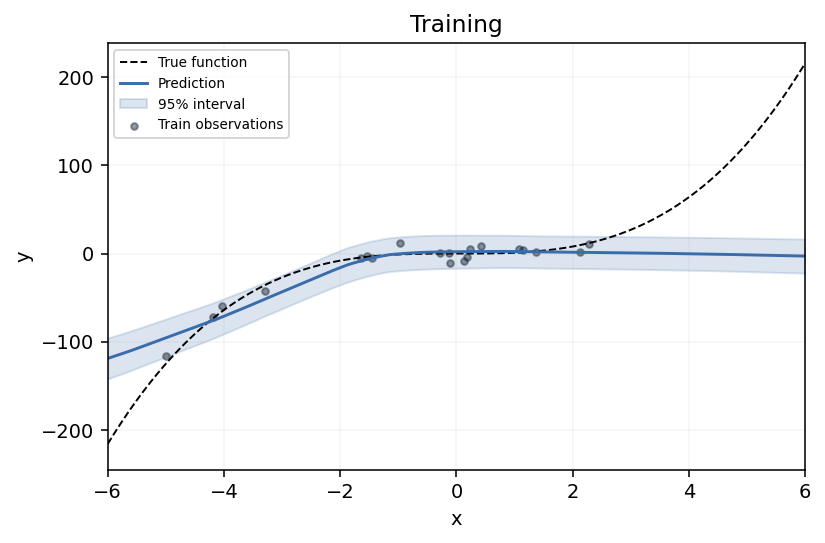 Training
True function
Prediction
95% interval
Train observations
200
100
0
−100
−200
y
−6
−4
−2
0
2
4
6
x